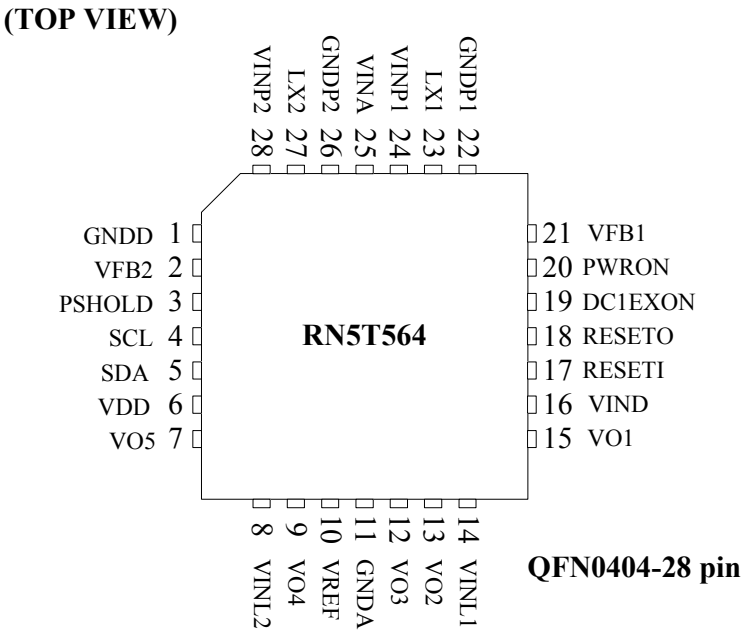 (TOP VIEW)
VINP2 28
LX2 27
GNDP2 26
VINA 25
VINP1 24
LX1 23
GNDP1 22
GNDD 1
VFB2 2
PSHOLD 3
SCL 4
SDA 5
VDD 6
VO5 7
RN5T564
21 VFB1
20 PWRON
19 DC1EXON
18 RESETO
17 RESETI
16 VIND
15 VO1
8 VINL2
9 VO4
10 VREF
11 GNDA
12 VO3
13 VO2
14 VINL1
QFN0404-28 pin